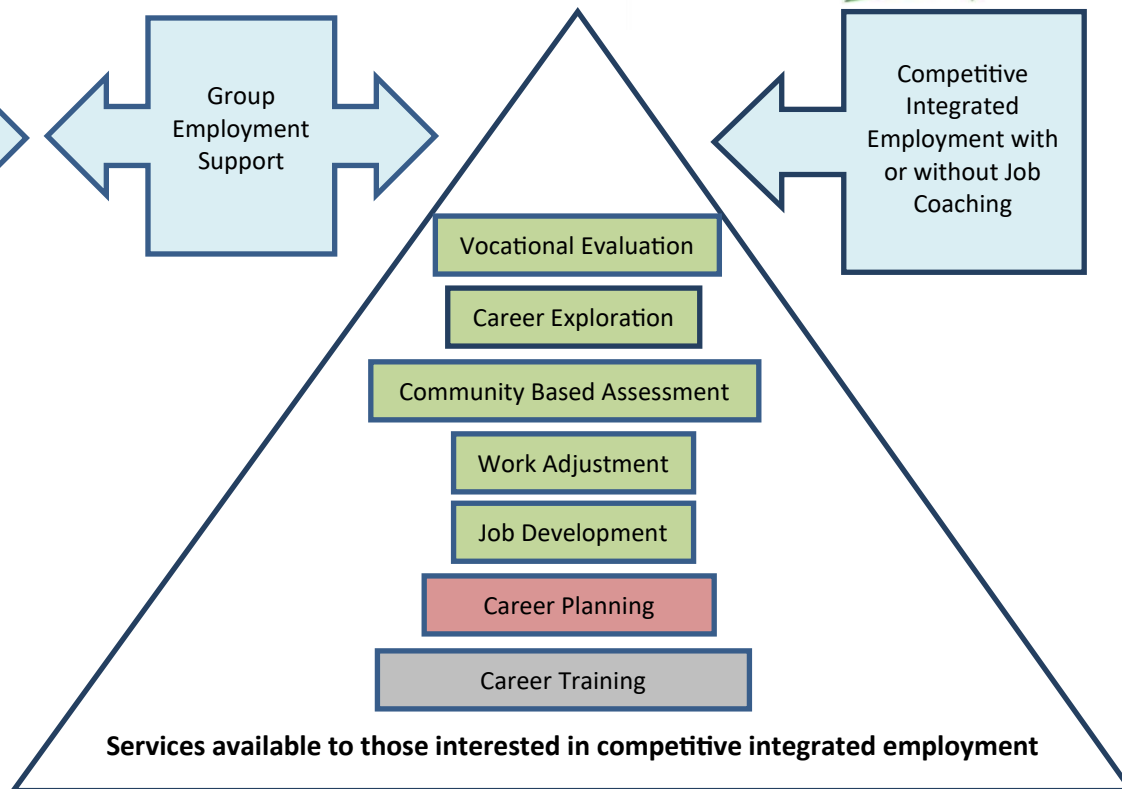 Group
Employment
Support
Competitive
Integrated
Employment with
or without Job
Coaching
Vocational Evaluation
Career Exploration
Community Based Assessment
Work Adjustment
Job Development
Career Planning
Career Training
Services available to those interested in competitive integrated employment